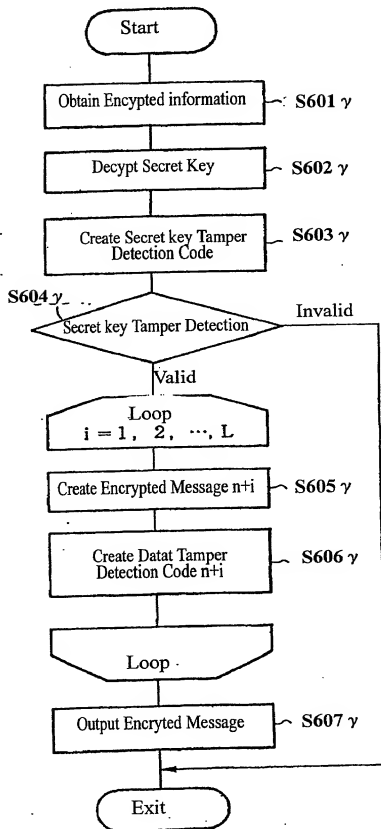 Start
Obtain Encypted information
S601 γ
Decypt Secret Key
S602 γ
Create Secret key Tamper
Detection Code
S603 γ
S604 γ
Secret key Tamper Detection
Invalid
Valid
Loop
i = 1, 2, ···, L
Create Encrypted Message n+i
S605 γ
Create Datat Tamper
Detection Code n+i
S606 γ
Loop
Output Encryted Message
S607 γ
Exit